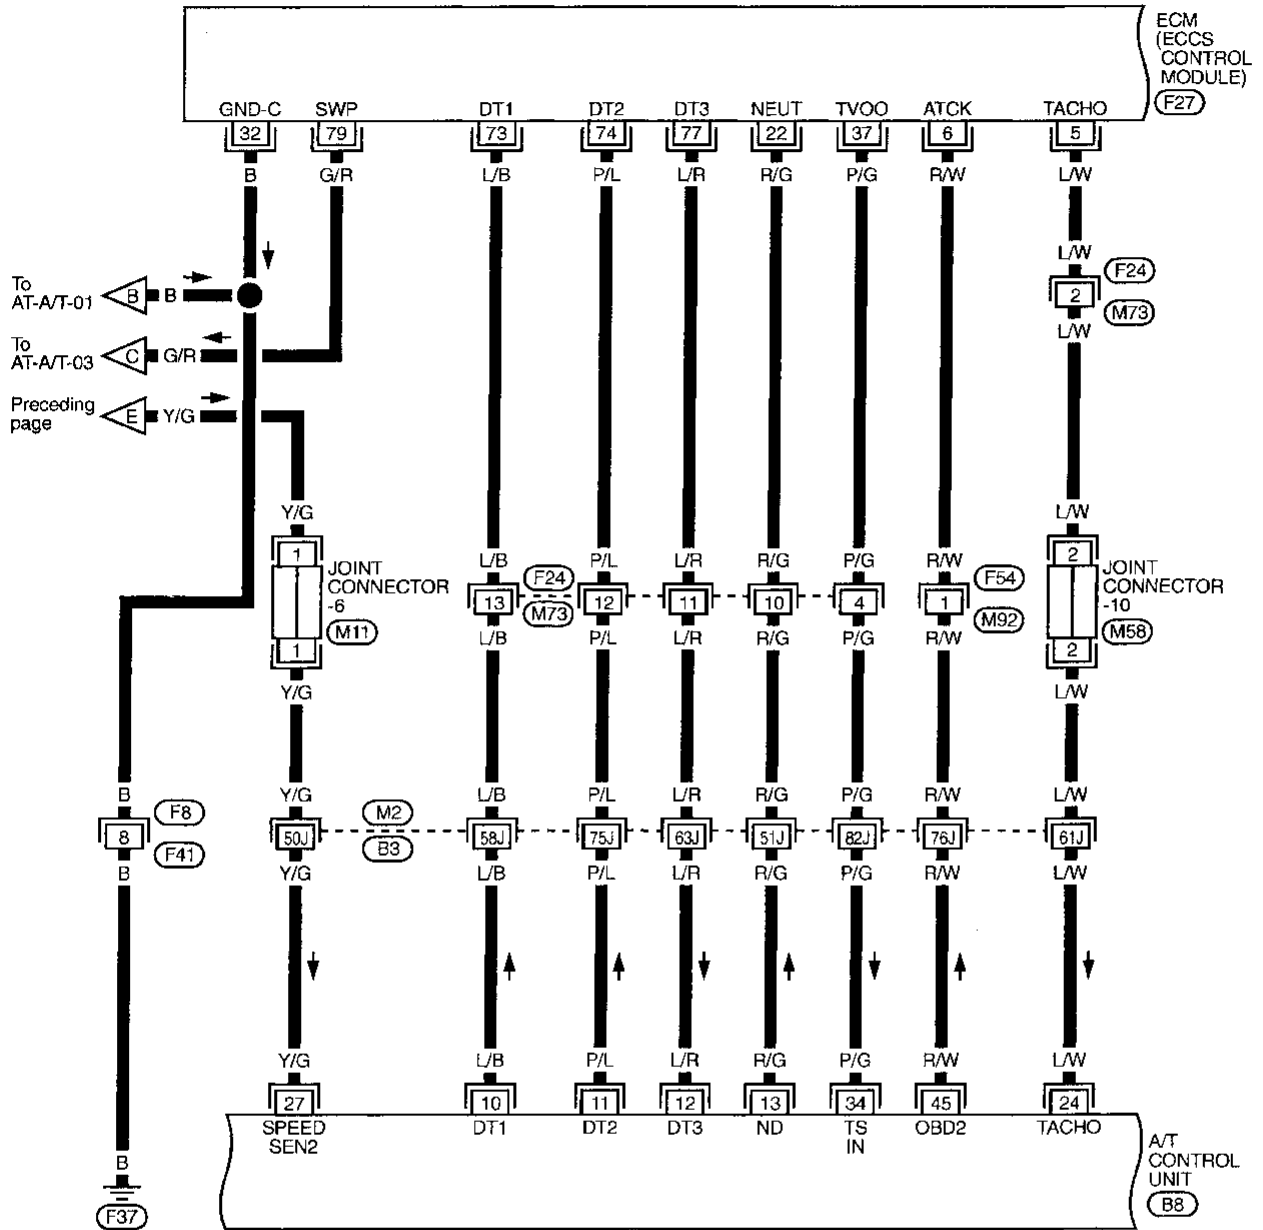 ECM
(ECCS
CONTROL
MODULE)
F27
GND-C SWP DT1 DT2 DT3 NEUT TVOO ATCK TACHO
32 79 73 74 77 22 37 6 5
B G/R L/B P/L L/R R/G P/G R/W L/W
L/W
F24
2
M73
L/W
To
AT-A/T-01
B B
To
AT-A/T-03
C G/R
Preceding
page
E Y/G
Y/G L/W
1 2
L/B P/L L/R R/G P/G R/W
F24 F54
13 12 11 10 4 1
M73 M92
L/B P/L L/R R/G P/G R/W
JOINT
CONNECTOR
-6
M11
JOINT
CONNECTOR
-10
M58
1 2
Y/G L/W
B Y/G L/B P/L L/R R/G P/G R/W L/W
F8 M2
8 50J 58J 75J 63J 51J 82J 76J 61J
F41 B3
B Y/G L/B P/L L/R R/G P/G R/W L/W
Y/G L/B P/L L/R R/G P/G R/W L/W
27 10 11 12 13 34 45 24
SPEED
SEN2
DT1 DT2 DT3 ND
TS
IN
OBD2 TACHO
A/T
CONTROL
UNIT
B8
B
F37